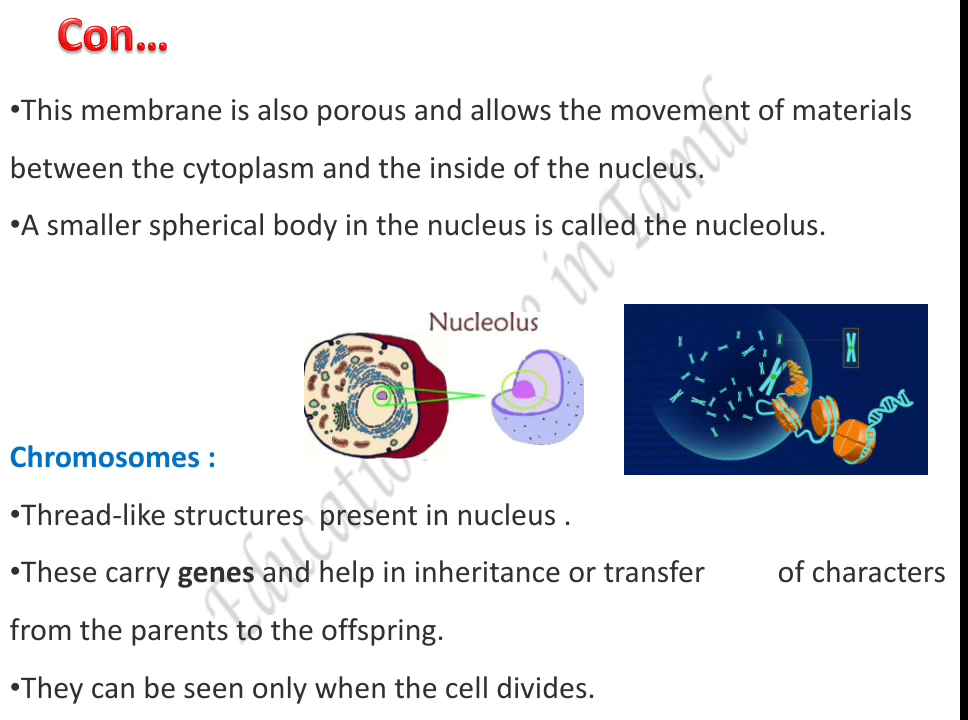 Con...
•This membrane is also porous and allows the movement of materials
between the cytoplasm and the inside of the nucleus.
•A smaller spherical body in the nucleus is called the nucleolus.
Nucleolus
Chromosomes :
•Thread-like structures present in nucleus .
•These carry genes and help in inheritance or transfer of characters
from the parents to the offspring.
•They can be seen only when the cell divides.
Education in Tamil